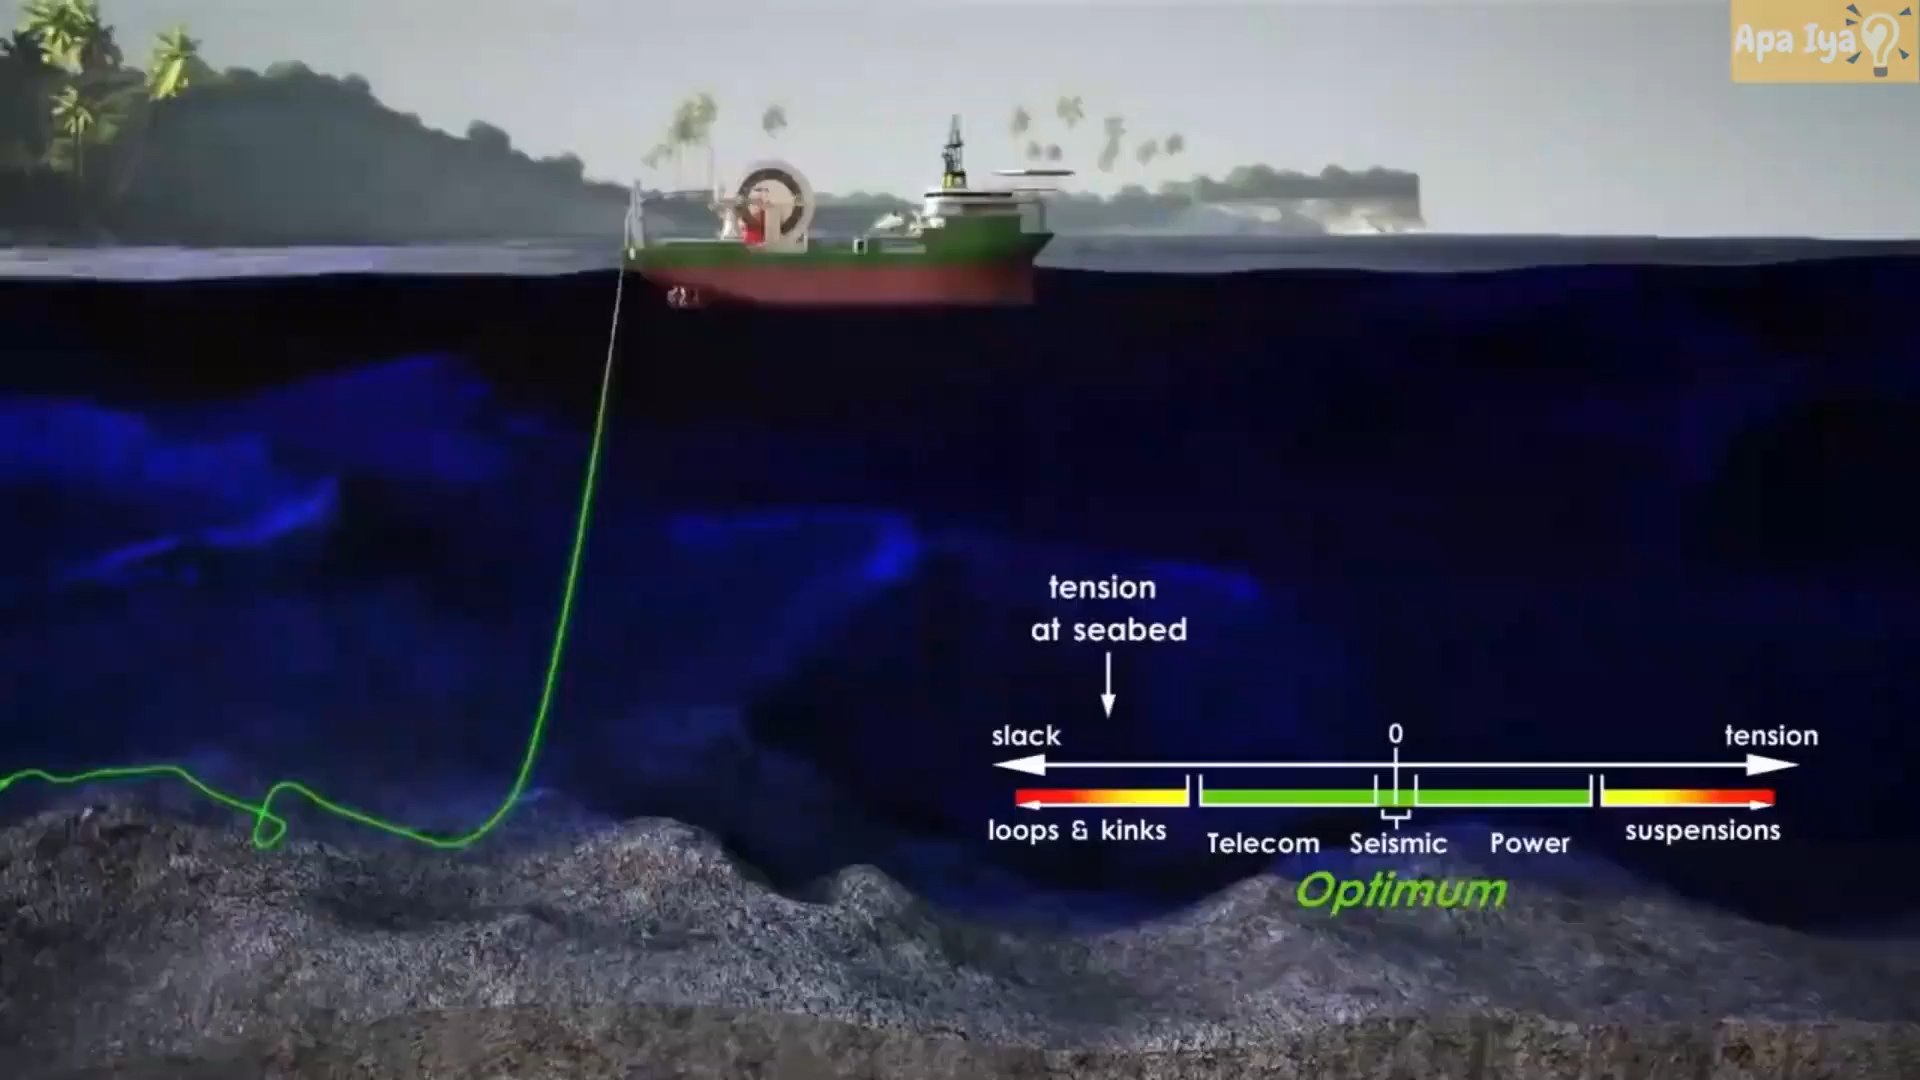 Apa Iya
tension
at seabed
slack
0
tension
loops & kinks
Telecom
Seismic
Power
suspensions
Optimum